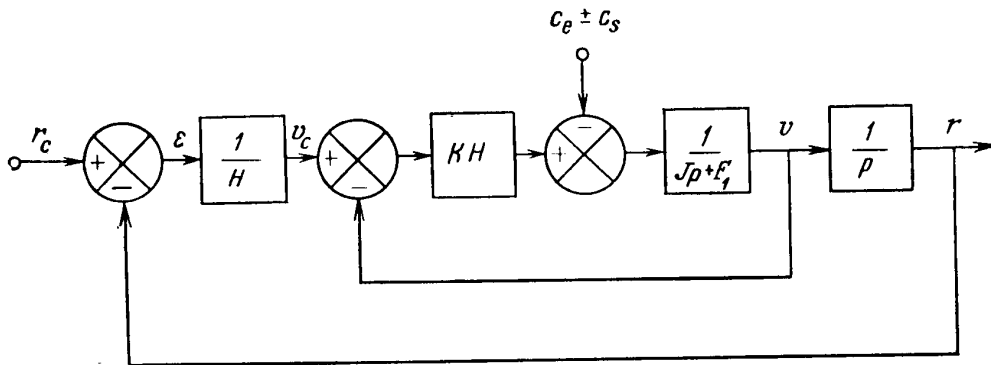 c_e ± c_s
r_c
+
−
ε
1
H
v_c
+
−
KH
+
−
1
Jp+F_1
v
1
p
r